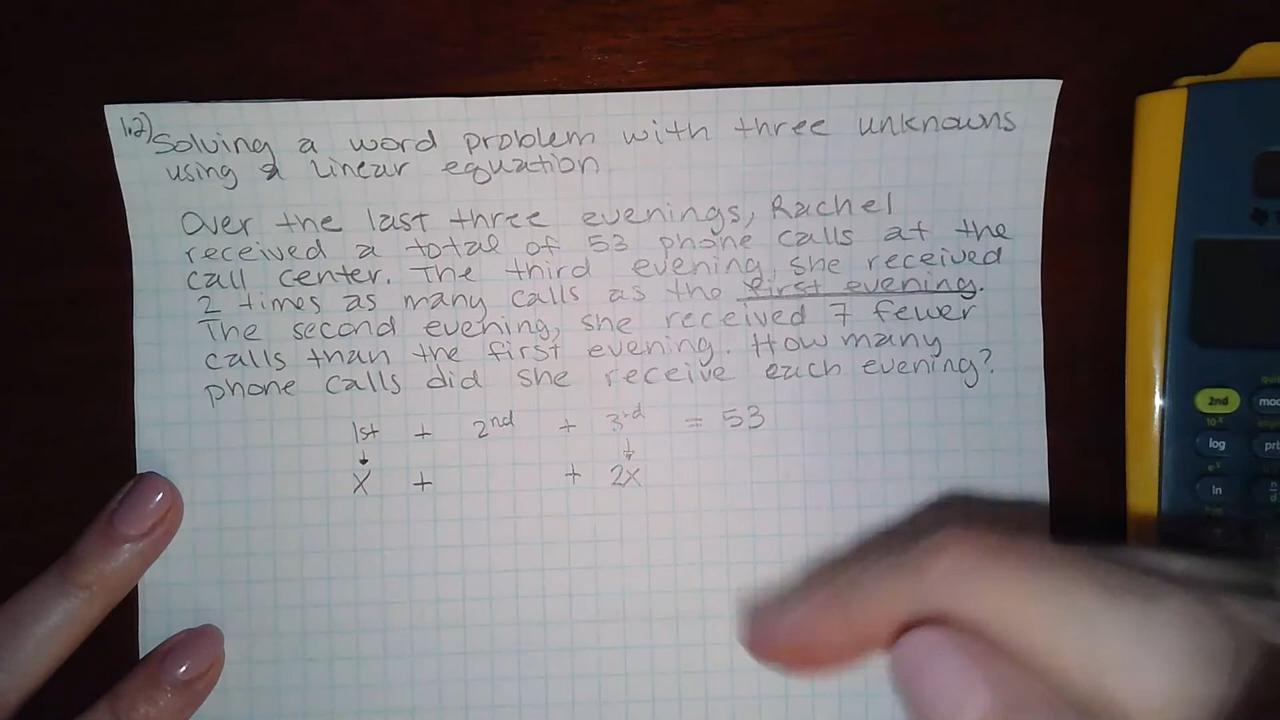 1.2) Solving a word problem with three unknowns
using a linear equation
Over the last three evenings, Rachel
received a total of 53 phone calls at the
call center. The third evening, she received
2 times as many calls as the first evening.
The second evening, she received 7 fewer
calls than the first evening. How many
phone calls did she receive each evening?
1st + 2nd + 3rd = 53
X + + 2X
2nd
log
ln